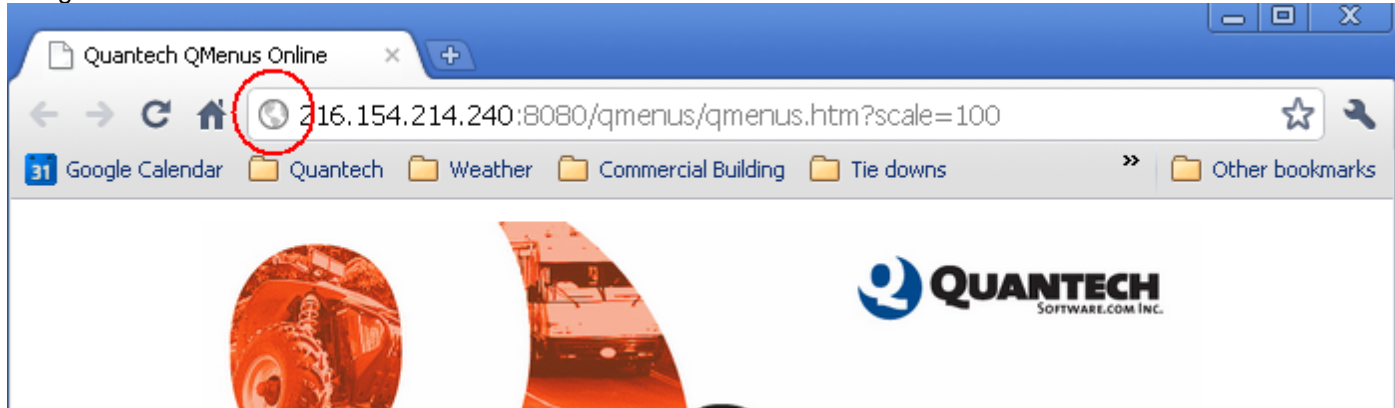 Quantech QMenus Online
216.154.214.240:8080/qmenus/qmenus.htm?scale=100
31 Google Calendar Quantech Weather Commercial Building Tie downs » Other bookmarks
QUANTECH
SOFTWARE.COM INC.